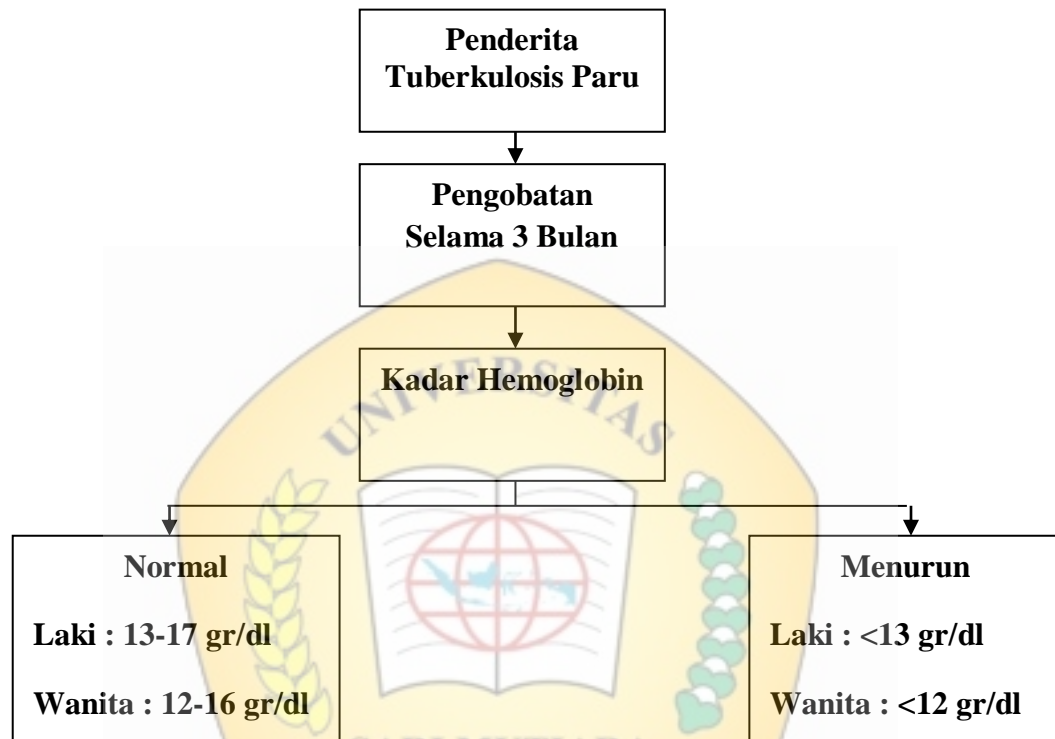 Penderita
Tuberkulosis Paru
Pengobatan
Selama 3 Bulan
Kadar Hemoglobin
UNIVERSITAS
Normal
Laki : 13-17 gr/dl
Wanita : 12-16 gr/dl
Menurun
Laki : <13 gr/dl
Wanita : <12 gr/dl